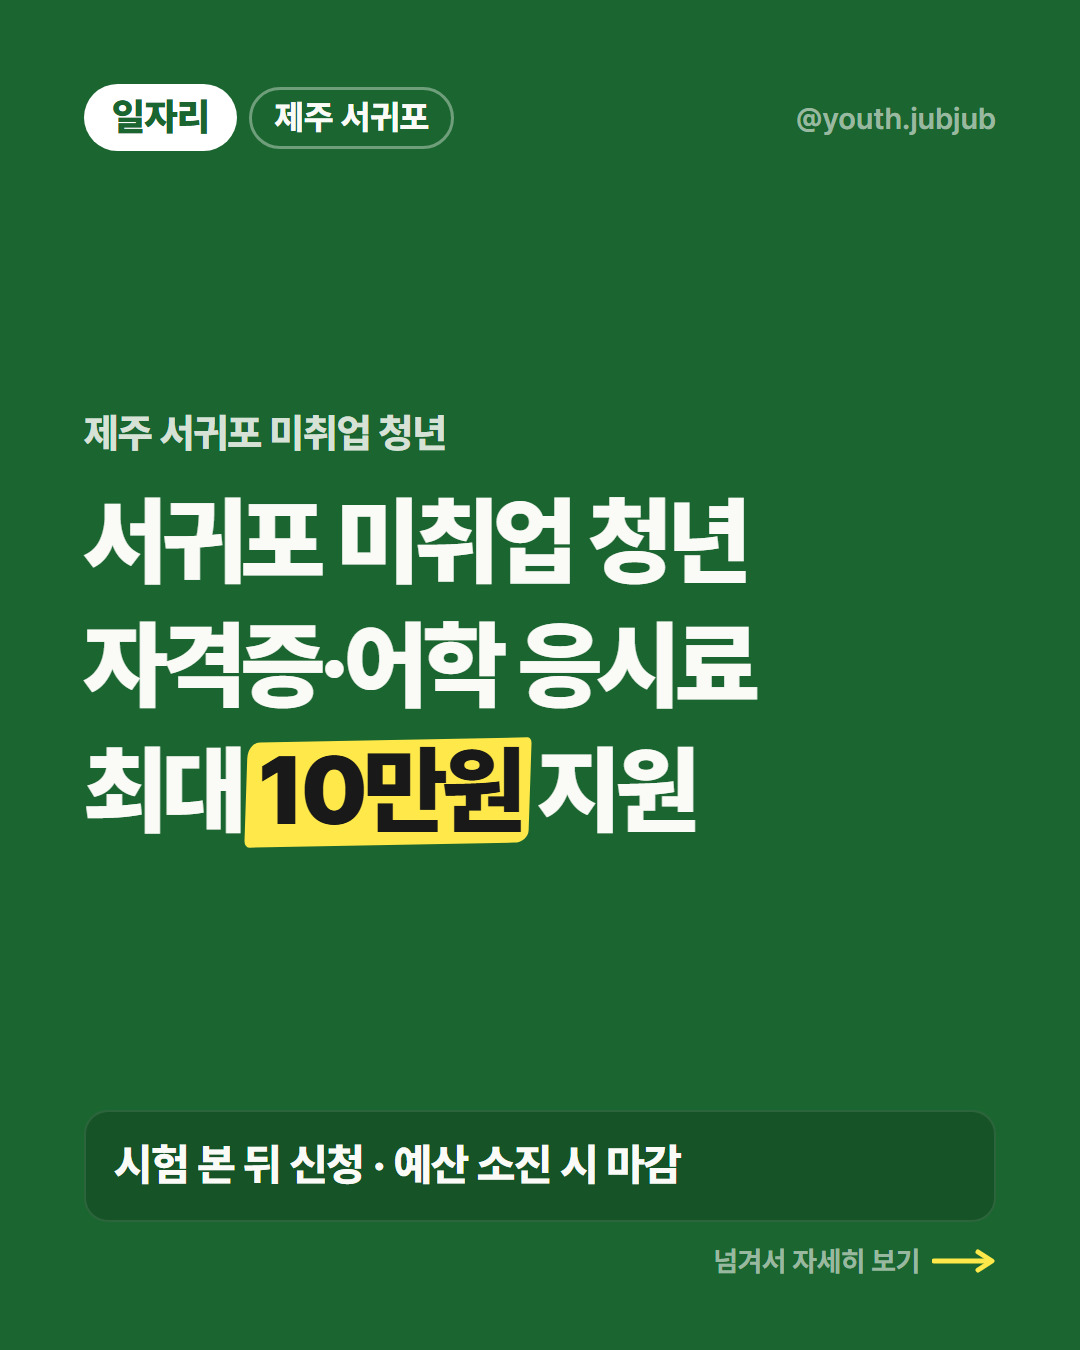 일자리
제주 서귀포
@youth.jubjub
제주 서귀포 미취업 청년
서귀포 미취업 청년
자격증·어학 응시료
최대 10만원 지원
시험 본 뒤 신청 · 예산 소진 시 마감
넘겨서 자세히 보기